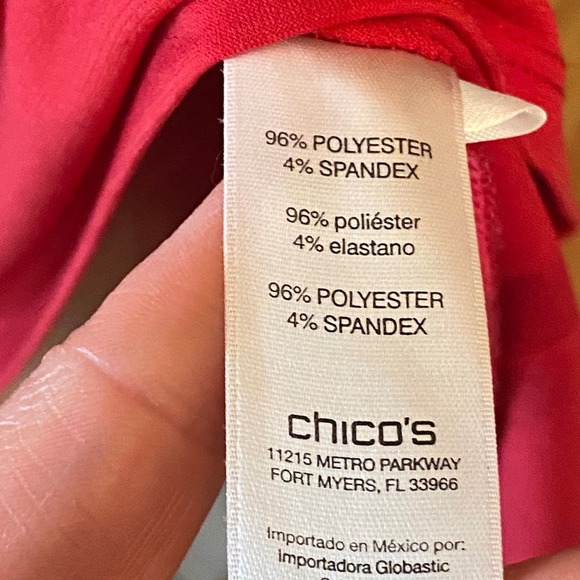 96% POLYESTER
4% SPANDEX
96% poliéster
4% elastano
96% POLYESTER
4% SPANDEX
chico's
11215 METRO PARKWAY
FORT MYERS, FL 33966
Importado en México por:
Importadora Globastic